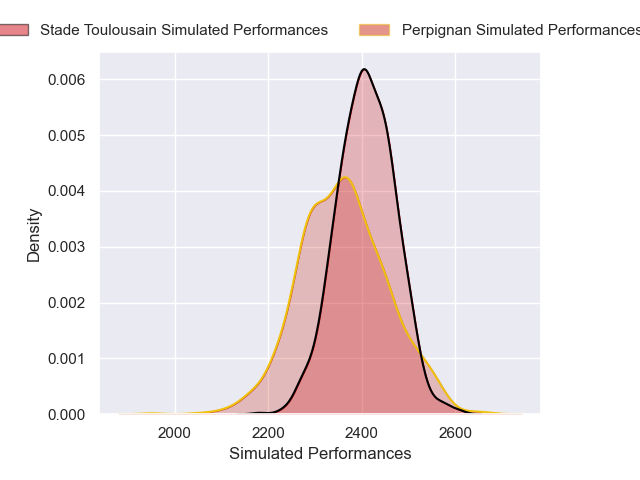 Stade Toulousain Simulated Performances Perpignan Simulated Performances
0.006
0.005
0.004
0.003
0.002
0.001
0.000
Density
2000 2200 2400 2600
Simulated Performances